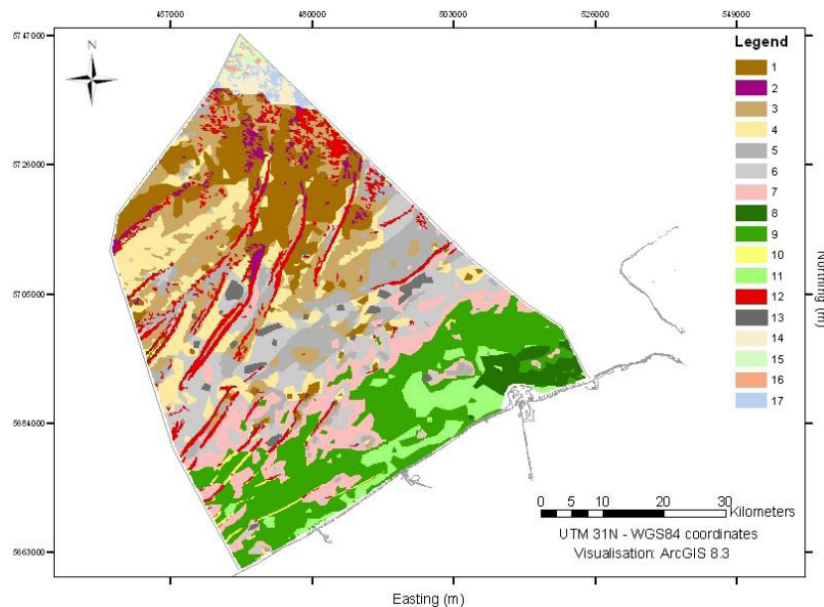 457000 480000 503000 526000 549000
5747000
5726000
5705000
5684000
5663000
N
Legend
1
2
3
4
5
6
7
8
9
10
11
12
13
14
15
16
17
Northing (m)
0 5 10 20 30
Kilometers
UTM 31N - WGS84 coordinates
Visualisation: ArcGIS 8.3
Easting (m)